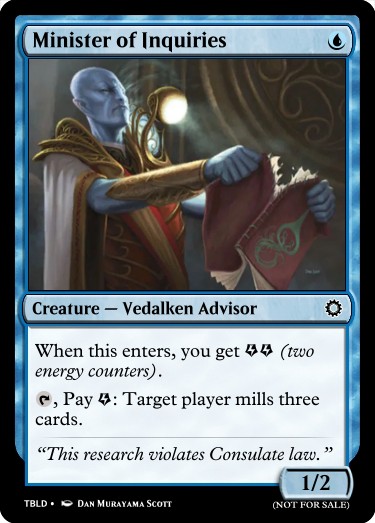 Minister of Inquiries
Creature — Vedalken Advisor
When this enters, you get (two
energy counters).
, Pay : Target player mills three
cards.
“This research violates Consulate law.”
1/2
TBLD • Dan Murayama Scott
(NOT FOR SALE)